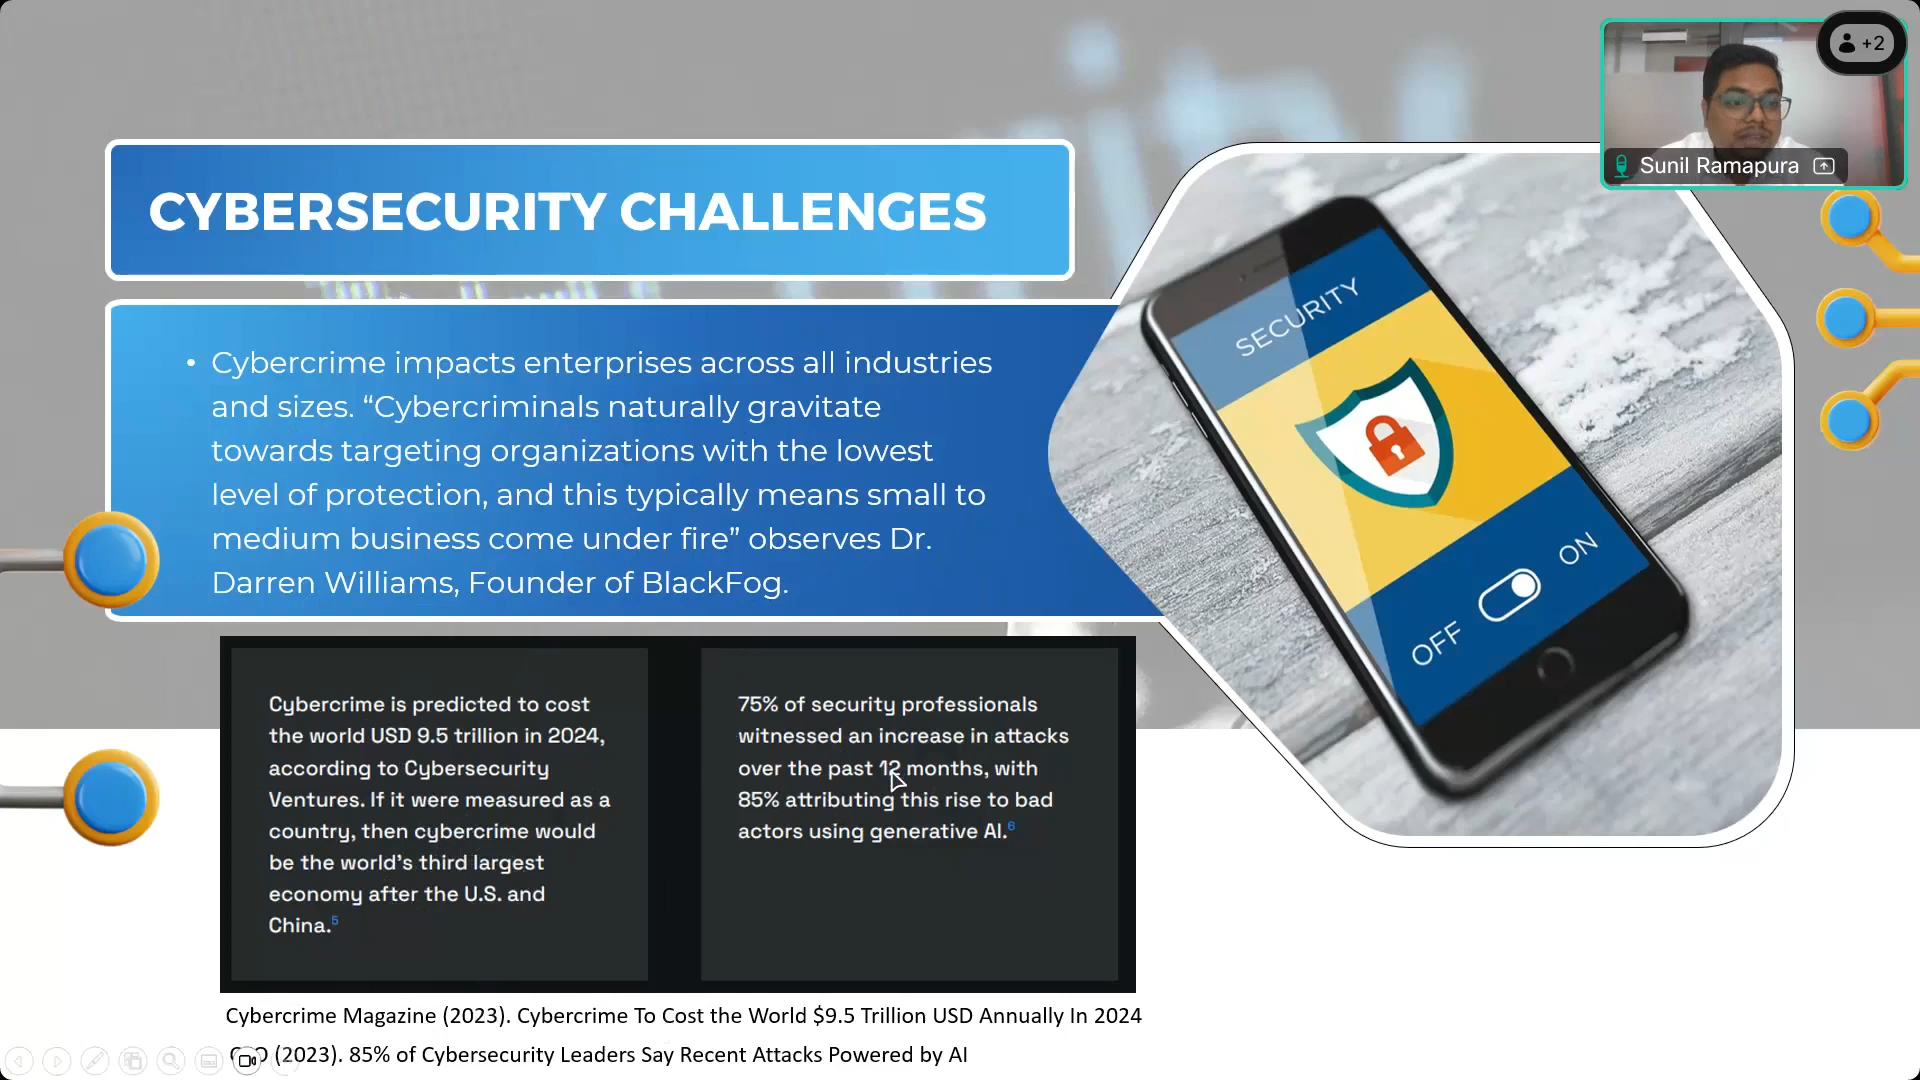 +2
Sunil Ramapura
CYBERSECURITY CHALLENGES
• Cybercrime impacts enterprises across all industries
and sizes. “Cybercriminals naturally gravitate
towards targeting organizations with the lowest
level of protection, and this typically means small to
medium business come under fire” observes Dr.
Darren Williams, Founder of BlackFog.
SECURITY
OFF
ON
Cybercrime is predicted to cost
the world USD 9.5 trillion in 2024,
according to Cybersecurity
Ventures. If it were measured as a
country, then cybercrime would
be the world’s third largest
economy after the U.S. and
China.5
75% of security professionals
witnessed an increase in attacks
over the past 12 months, with
85% attributing this rise to bad
actors using generative AI.6
Cybercrime Magazine (2023). Cybercrime To Cost the World $9.5 Trillion USD Annually In 2024
(2023). 85% of Cybersecurity Leaders Say Recent Attacks Powered by AI